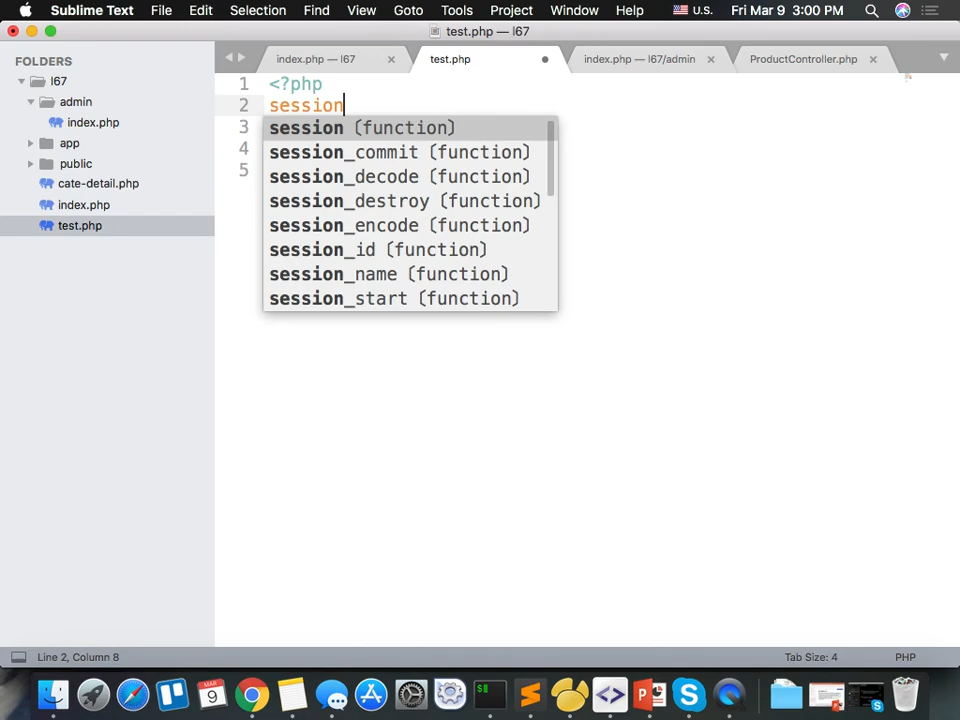 Sublime Text File Edit Selection Find View Goto Tools Project Window Help U.S. Fri Mar 9 3:00 PM
test.php — l67
FOLDERS
l67
admin
index.php
app
public
cate-detail.php
index.php
test.php
index.php — l67 test.php index.php — l67/admin ProductController.php
1 <?php
2 session
3
4
5
session (function)
session_commit (function)
session_decode (function)
session_destroy (function)
session_encode (function)
session_id (function)
session_name (function)
session_start (function)
Line 2, Column 8 Tab Size: 4 PHP
9